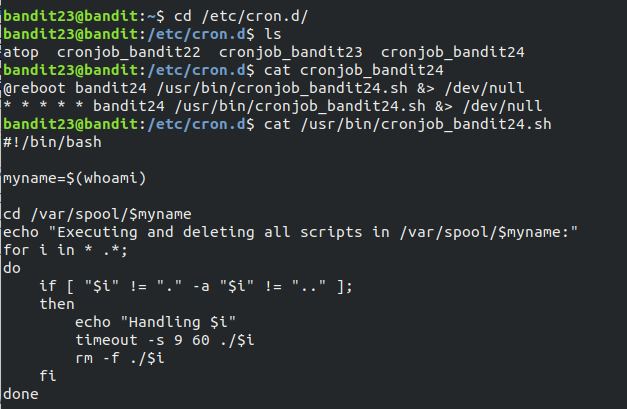 bandit23@bandit:~$ cd /etc/cron.d/
bandit23@bandit:/etc/cron.d$ ls
atop  cronjob_bandit22  cronjob_bandit23  cronjob_bandit24
bandit23@bandit:/etc/cron.d$ cat cronjob_bandit24
@reboot bandit24 /usr/bin/cronjob_bandit24.sh &> /dev/null
* * * * * bandit24 /usr/bin/cronjob_bandit24.sh &> /dev/null
bandit23@bandit:/etc/cron.d$ cat /usr/bin/cronjob_bandit24.sh
#!/bin/bash

myname=$(whoami)

cd /var/spool/$myname
echo "Executing and deleting all scripts in /var/spool/$myname:"
for i in * .*;
do
    if [ "$i" != "." -a "$i" != ".." ];
    then
        echo "Handling $i"
        timeout -s 9 60 ./$i
        rm -f ./$i
    fi
done